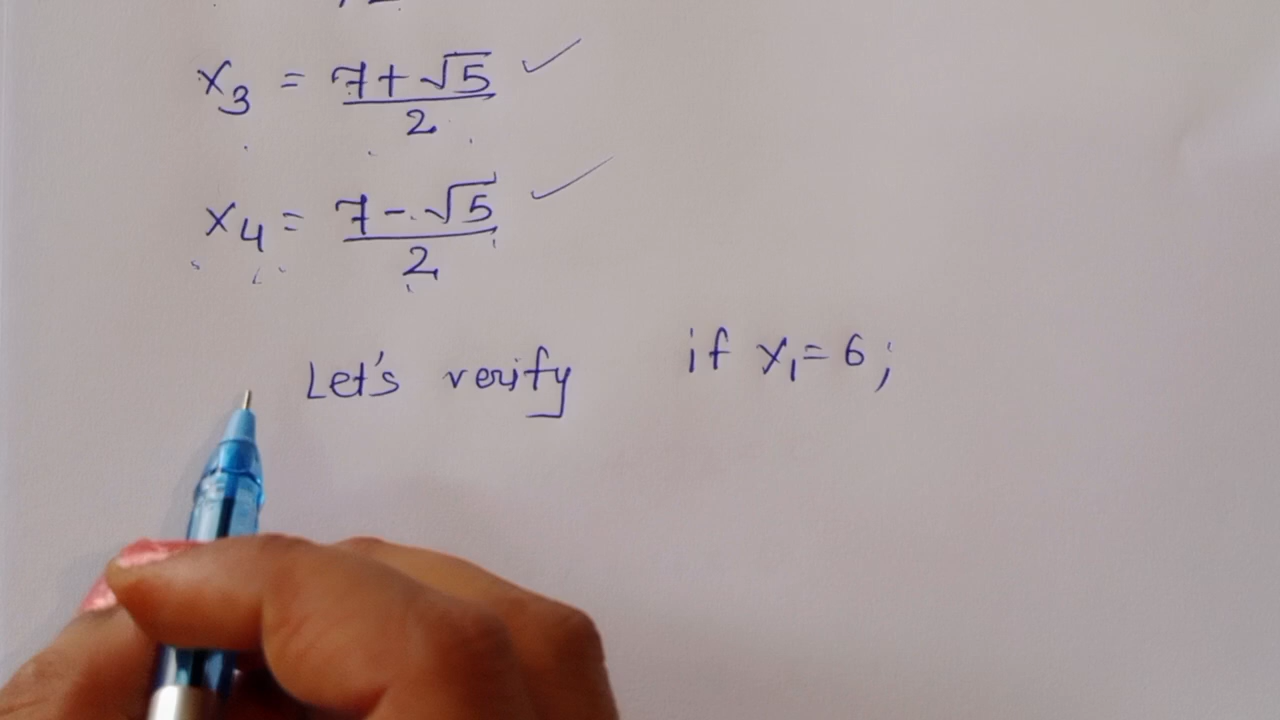 x₃ = (7+√5)/2 ✓
x₄ = (7-√5)/2 ✓
Let's verify if x₁=6;